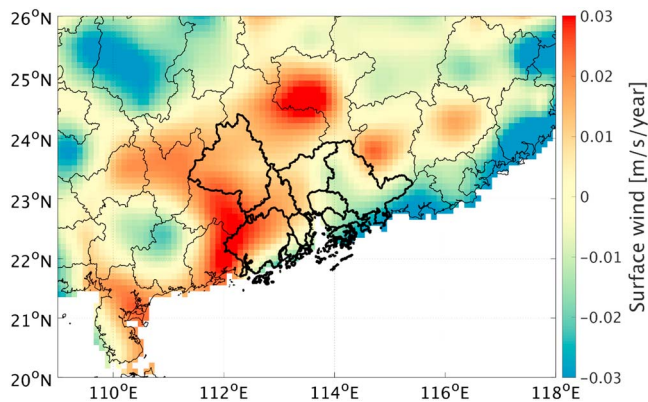 26°N
25°N
24°N
23°N
22°N
21°N
20°N
110°E 112°E 114°E 116°E 118°E
0.03
0.02
0.01
0
-0.01
-0.02
-0.03
Surface wind [m/s/year]